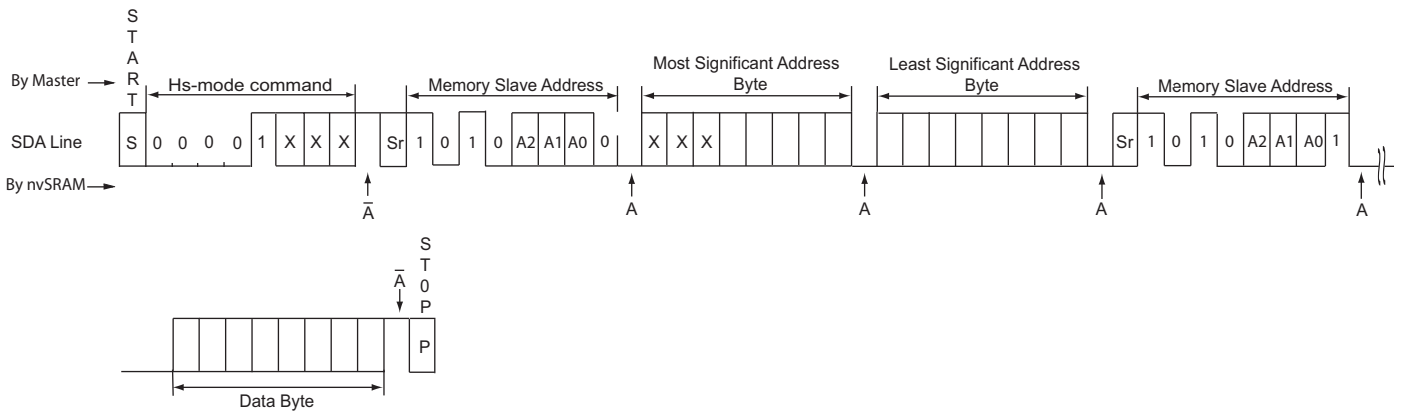 START
By Master
Hs-mode command
Memory Slave Address
Most Significant Address
Byte
Least Significant Address
Byte
Memory Slave Address
SDA Line
S 0 0 0 0 1 X X X Sr 1 0 1 0 A2 A1 A0 0 X X X Sr 1 0 1 0 A2 A1 A0 1
By nvSRAM
A̅ A A A A
A̅
ST0P
P
Data Byte